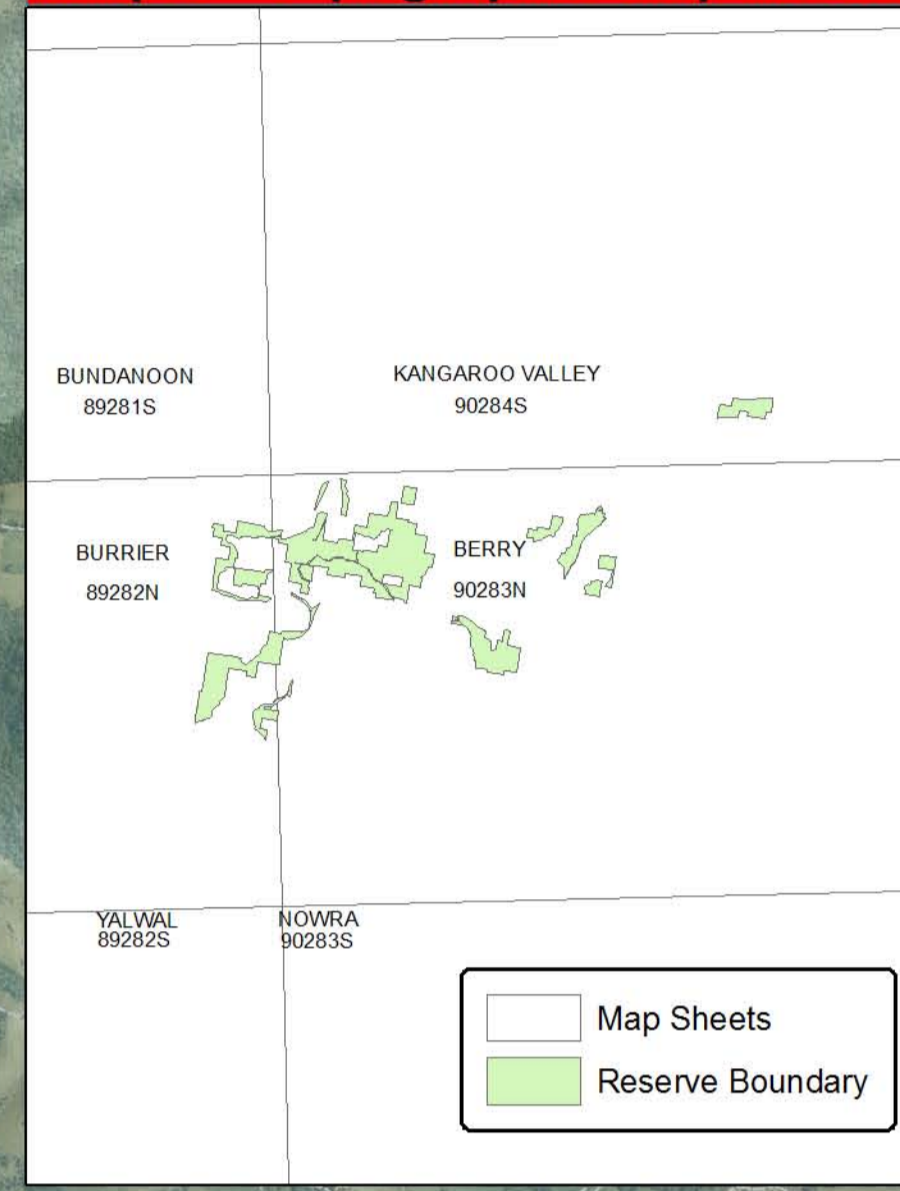 BUNDANOON
89281S
KANGAROO VALLEY
90284S
BURRIER
89282N
BERRY
90283N
YALWAL
89282S
NOWRA
90283S
Map Sheets
Reserve Boundary